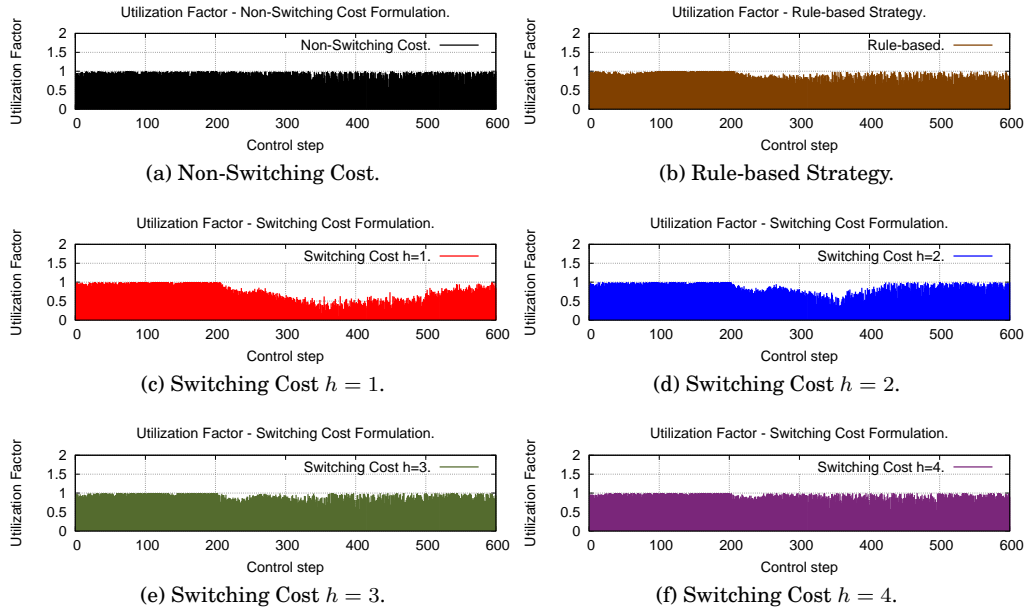 Utilization Factor - Non-Switching Cost Formulation.
Utilization Factor
2
1.5
1
0.5
0
Non-Switching Cost.
0 100 200 300 400 500 600
Control step
(a) Non-Switching Cost.
Utilization Factor - Rule-based Strategy.
Utilization Factor
2
1.5
1
0.5
0
Rule-based.
0 100 200 300 400 500 600
Control step
(b) Rule-based Strategy.
Utilization Factor - Switching Cost Formulation.
Utilization Factor
2
1.5
1
0.5
0
Switching Cost h=1.
0 100 200 300 400 500 600
Control step
(c) Switching Cost h = 1.
Utilization Factor - Switching Cost Formulation.
Utilization Factor
2
1.5
1
0.5
0
Switching Cost h=2.
0 100 200 300 400 500 600
Control step
(d) Switching Cost h = 2.
Utilization Factor - Switching Cost Formulation.
Utilization Factor
2
1.5
1
0.5
0
Switching Cost h=3.
0 100 200 300 400 500 600
Control step
(e) Switching Cost h = 3.
Utilization Factor - Switching Cost Formulation.
Utilization Factor
2
1.5
1
0.5
0
Switching Cost h=4.
0 100 200 300 400 500 600
Control step
(f) Switching Cost h = 4.